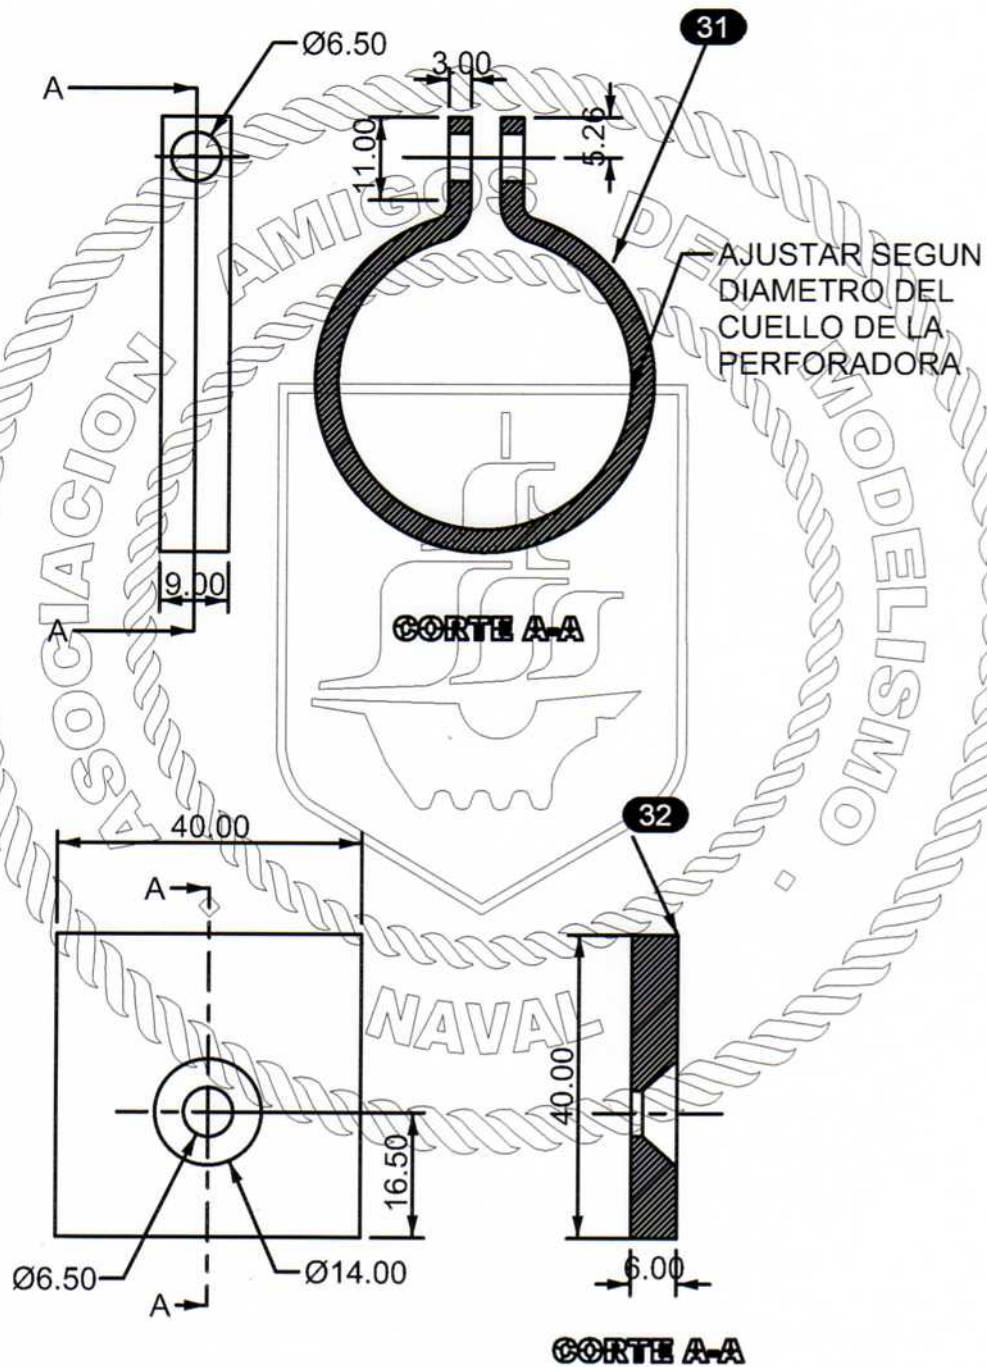 31
Ø6.50
3.00
A
5.26
11.00
AJUSTAR SEGUN
DIAMETRO DEL
CUELLO DE LA
PERFORADORA
9.00
A
CORTE A-A
ASOCIACION AMIGOS DEL MODELISMO
NAVAL
32
40.00
A
40.00
16.50
Ø6.50
Ø14.00
A
6.00
CORTE A-A